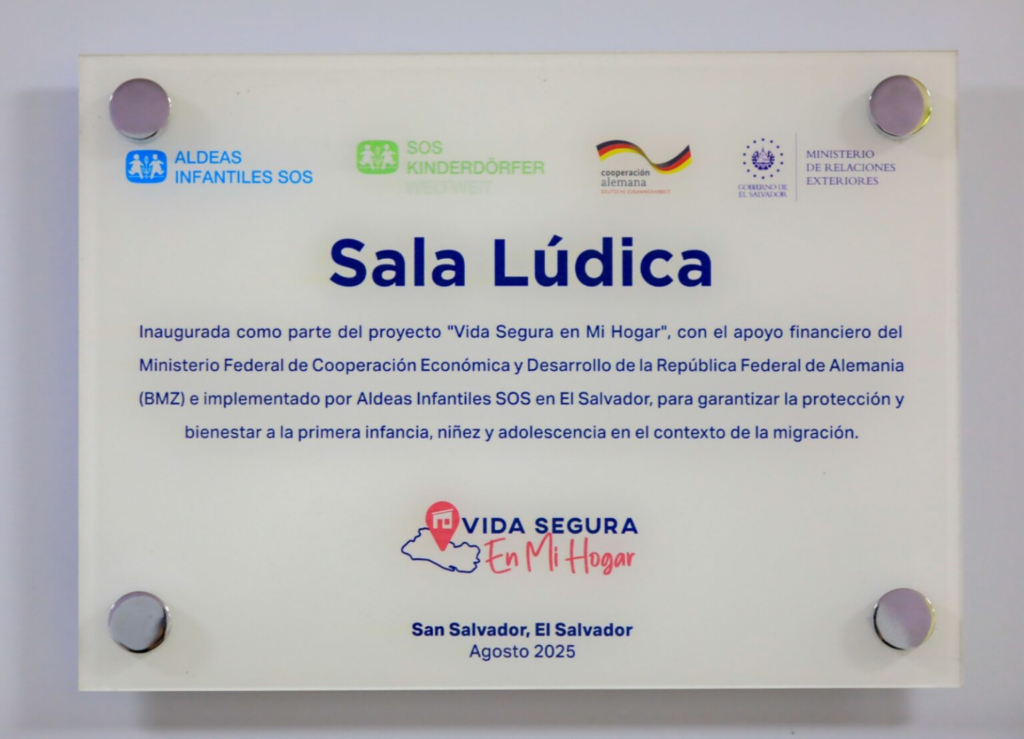 ALDEAS
INFANTILES SOS
SOS
KINDERDÖRFER
WELTWEIT
cooperación
alemana
DEUTSCHE ZUSAMMENARBEIT
GOBIERNO DE
EL SALVADOR
MINISTERIO
DE RELACIONES
EXTERIORES
Sala Lúdica
Inaugurada como parte del proyecto "Vida Segura en Mi Hogar", con el apoyo financiero del
Ministerio Federal de Cooperación Económica y Desarrollo de la República Federal de Alemania
(BMZ) e implementado por Aldeas Infantiles SOS en El Salvador, para garantizar la protección y
bienestar a la primera infancia, niñez y adolescencia en el contexto de la migración.
VIDA SEGURA
En Mi Hogar
San Salvador, El Salvador
Agosto 2025